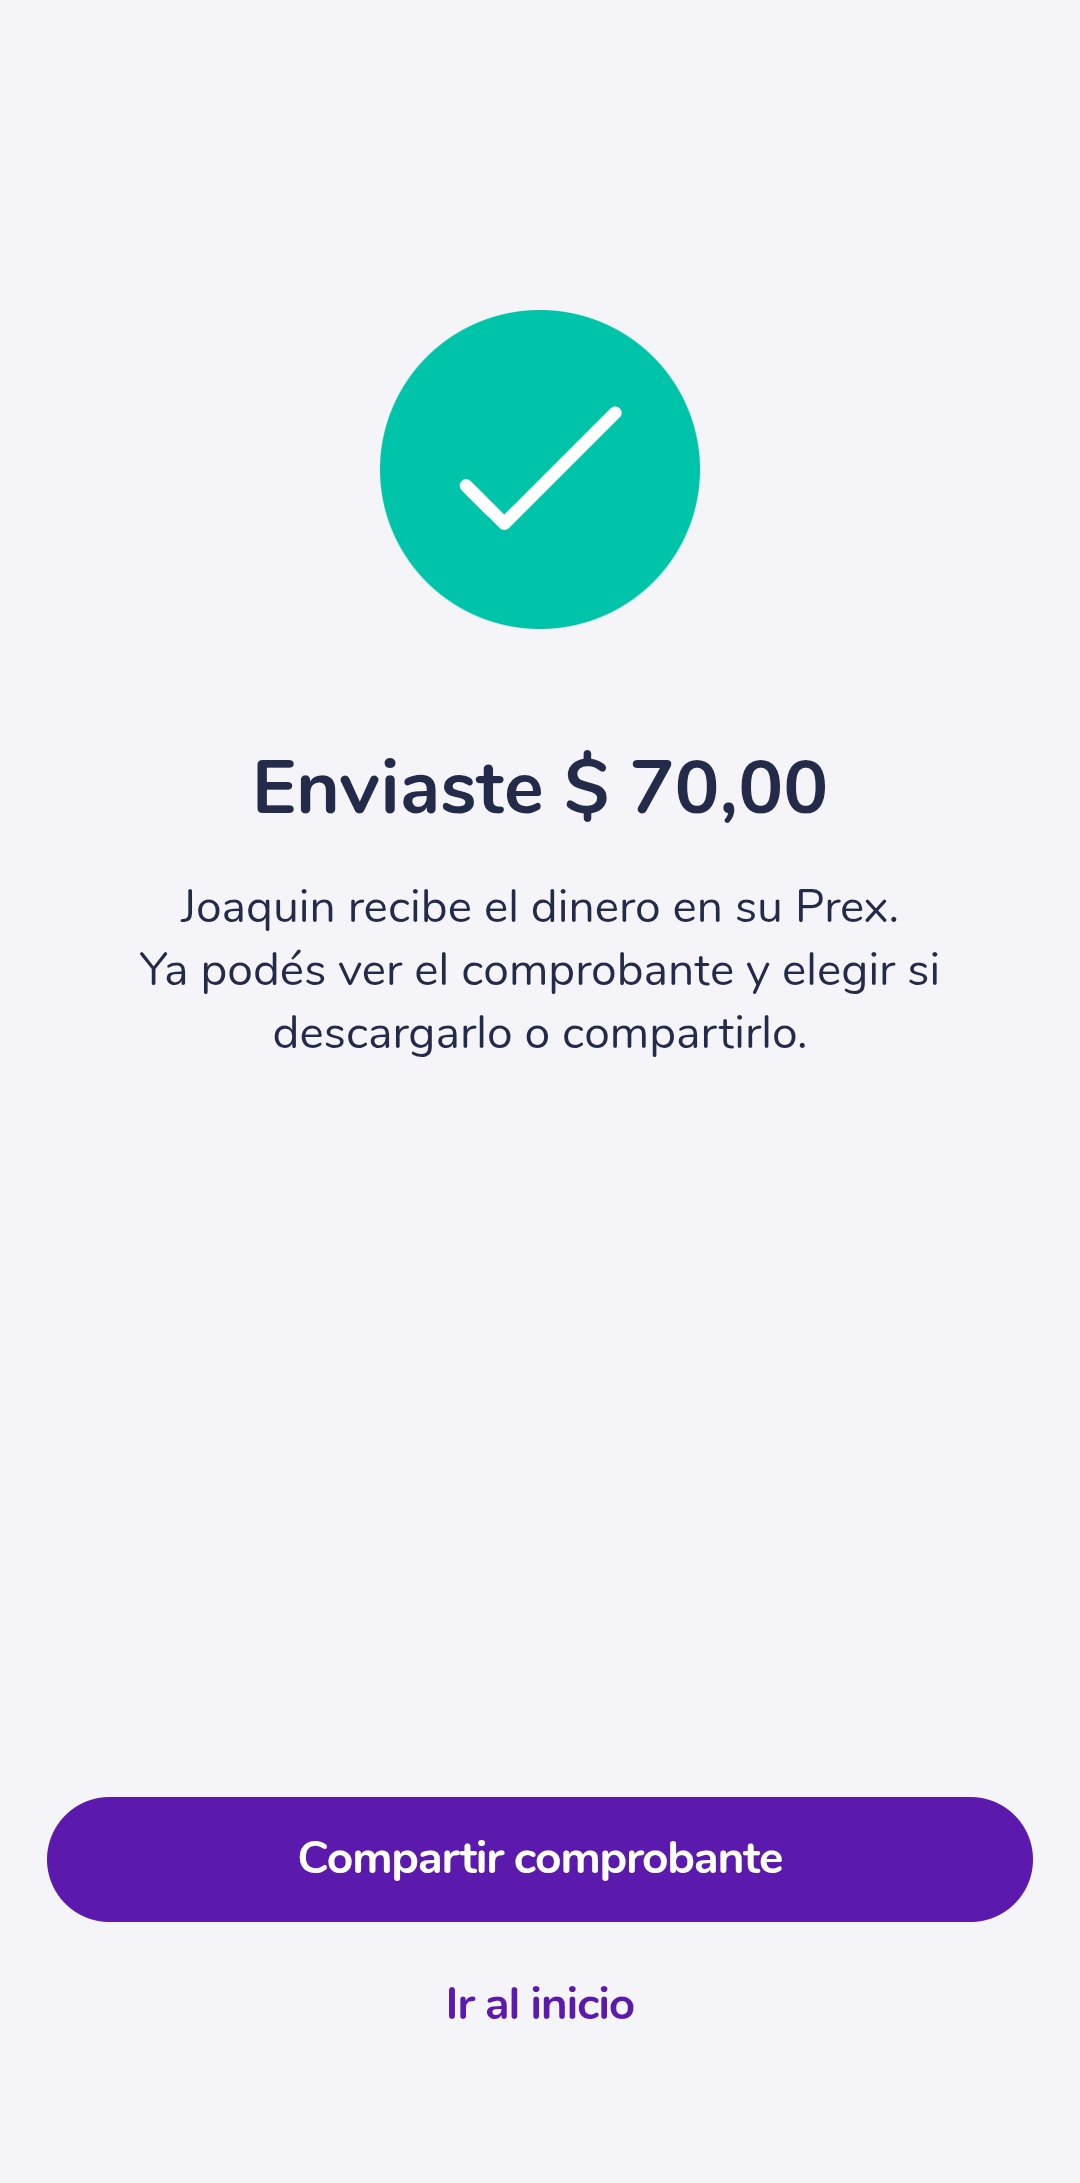 Enviaste $ 70,00
Joaquin recibe el dinero en su Prex.
Ya podés ver el comprobante y elegir si
descargarlo o compartirlo.
Compartir comprobante
Ir al inicio